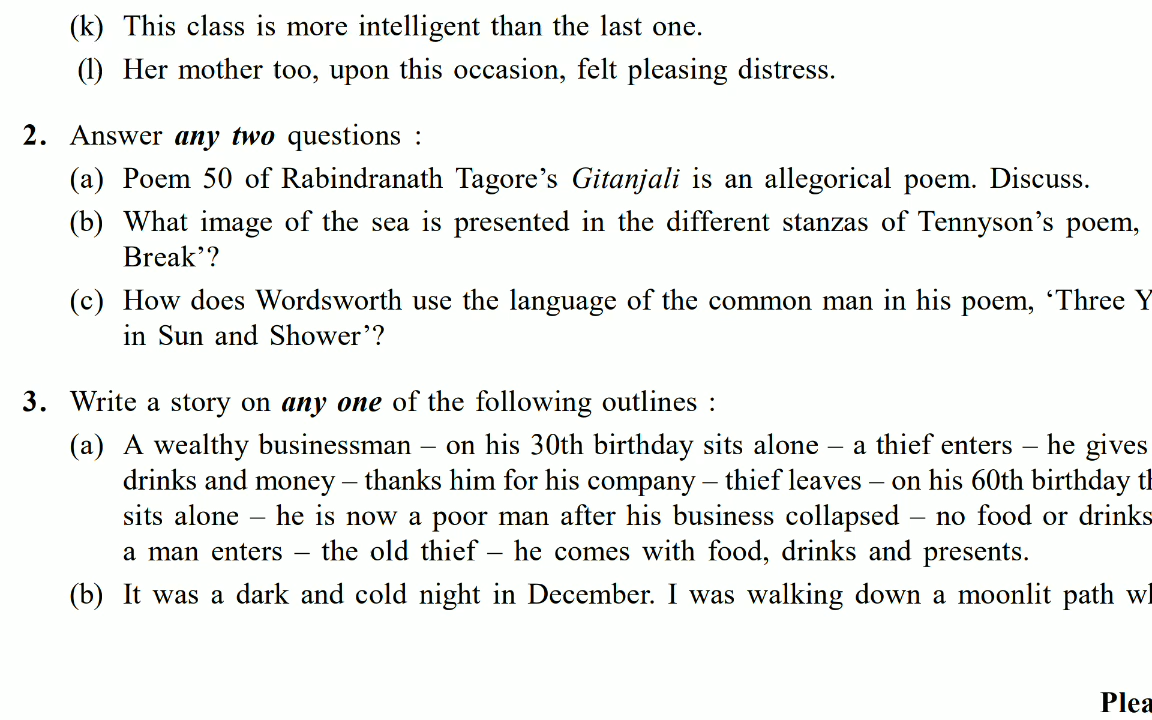 (k) This class is more intelligent than the last one.
(l) Her mother too, upon this occasion, felt pleasing distress.
2. Answer any two questions :
(a) Poem 50 of Rabindranath Tagore’s Gitanjali is an allegorical poem. Discuss.
(b) What image of the sea is presented in the different stanzas of Tennyson’s poem,
Break’?
(c) How does Wordsworth use the language of the common man in his poem, ‘Three
in Sun and Shower’?
3. Write a story on any one of the following outlines :
(a) A wealthy businessman – on his 30th birthday sits alone – a thief enters – he gives
drinks and money – thanks him for his company – thief leaves – on his 60th birthday
sits alone – he is now a poor man after his business collapsed – no food or drinks
a man enters – the old thief – he comes with food, drinks and presents.
(b) It was a dark and cold night in December. I was walking down a moonlit path